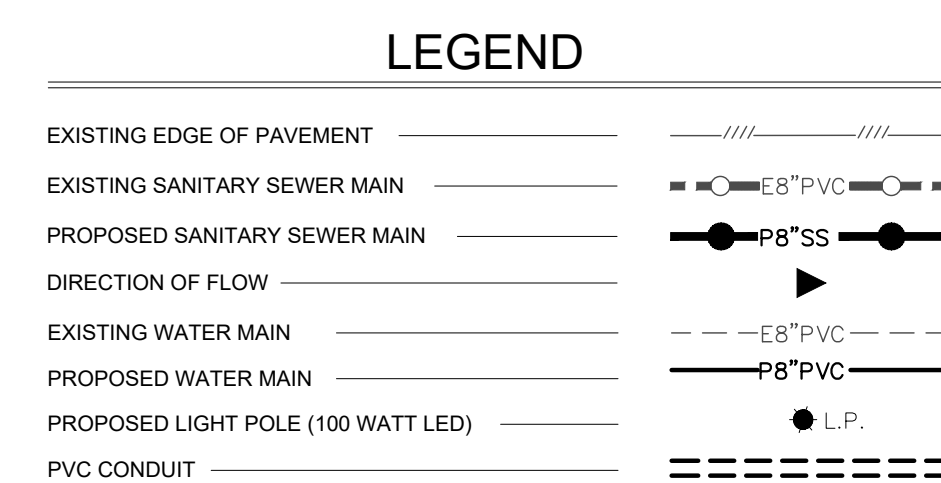 LEGEND
EXISTING EDGE OF PAVEMENT
EXISTING SANITARY SEWER MAIN E8"PVC
PROPOSED SANITARY SEWER MAIN P8"SS
DIRECTION OF FLOW
EXISTING WATER MAIN E8"PVC
PROPOSED WATER MAIN P8"PVC
PROPOSED LIGHT POLE (100 WATT LED) L.P.
PVC CONDUIT